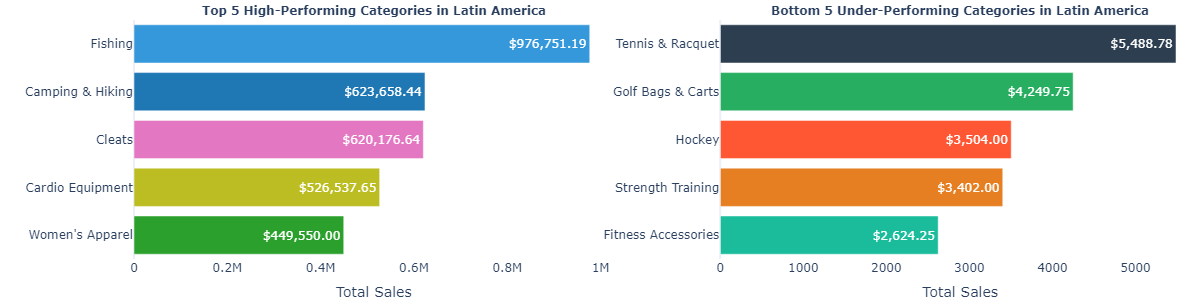 Top 5 High-Performing Categories in Latin America
Fishing
$976,751.19
Camping & Hiking
$623,658.44
Cleats
$620,176.64
Cardio Equipment
$526,537.65
Women's Apparel
$449,550.00
0
0.2M
0.4M
0.6M
0.8M
1M
Total Sales
Bottom 5 Under-Performing Categories in Latin America
Tennis & Racquet
$5,488.78
Golf Bags & Carts
$4,249.75
Hockey
$3,504.00
Strength Training
$3,402.00
Fitness Accessories
$2,624.25
0
1000
2000
3000
4000
5000
Total Sales